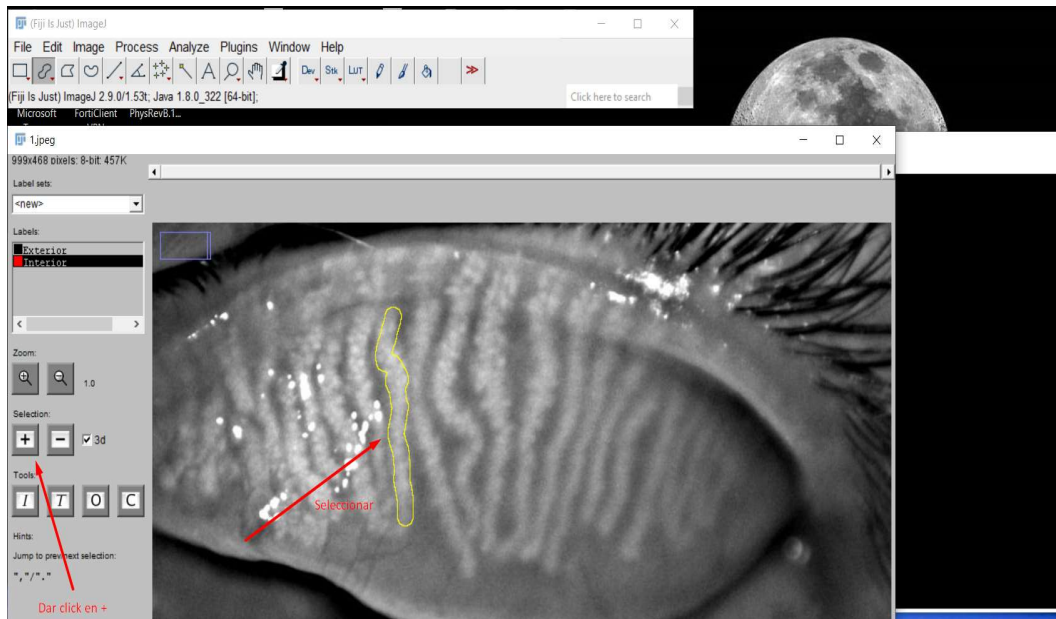 (Fiji Is Just) ImageJ
File Edit Image Process Analyze Plugins Window Help
Dev Stk LUT
(Fiji Is Just) ImageJ 2.9.0/1.53t; Java 1.8.0_322 [64-bit];
Click here to search
Microsoft FortiClient PhysRevB.1...
1.jpeg
999x468 pixels; 8-bit; 457K
Label sets:
<new>
Labels:
Exterior
Interior
Zoom:
1.0
Selection:
3d
Tools:
I T O C
Seleccionar
Hints:
Jump to prev/next selection:
","/"."
Dar click en +